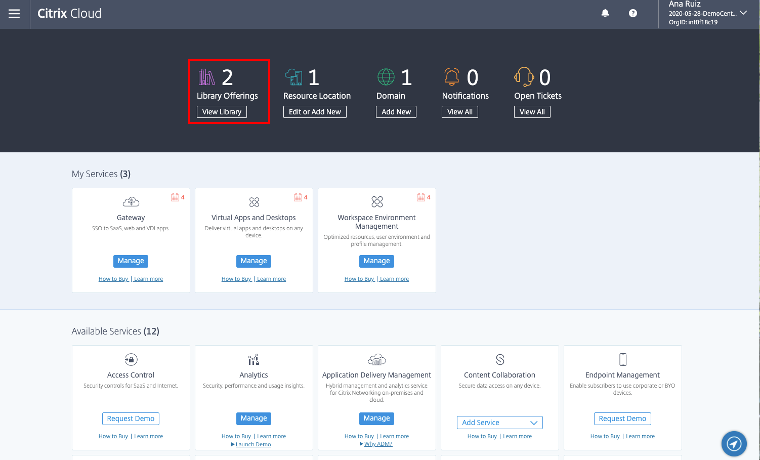 Citrix Cloud
Ana Ruiz
2020-05-28-DemoCent...
2
Library Offerings
View Library
1
Resource Location
Edit or Add New
1
Domain
Add New
0
Notifications
View All
0
Open Tickets
View All
My Services (3)
4
Gateway
SSO to SaaS, web and VDI apps
Manage
How to Buy | Learn more
4
Virtual Apps and Desktops
Deliver virtual apps and desktops on any
device.
Manage
How to Buy | Learn more
4
Workspace Environment
Management
Optimized resources, user environment and
profile management
Manage
How to Buy | Learn more
Available Services (12)
Access Control
Security controls for SaaS and Internet.
Request Demo
How to Buy | Learn more
Analytics
Security, performance and usage insights
Manage
How to Buy | Learn more
Launch Demo
Application Delivery Management
Hybrid management and analytics service
for Citrix Networking on-premises and
cloud.
Manage
How to Buy | Learn more
Why ADM?
Content Collaboration
Secure data access on any device.
Add Service
How to Buy | Learn more
Endpoint Management
Enable subscribers to use corporate or BYO
devices.
Request Demo
How to Buy | Learn more